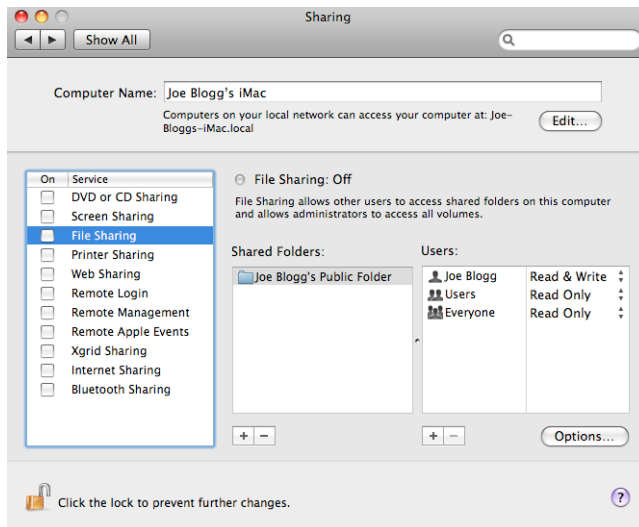 Sharing
Show All
Computer Name: Joe Blogg's iMac
Computers on your local network can access your computer at: Joe-
Bloggs-iMac.local
Edit...
On Service
DVD or CD Sharing
Screen Sharing
File Sharing
Printer Sharing
Web Sharing
Remote Login
Remote Management
Remote Apple Events
Xgrid Sharing
Internet Sharing
Bluetooth Sharing
File Sharing: Off
File Sharing allows other users to access shared folders on this computer
and allows administrators to access all volumes.
Shared Folders:
Joe Blogg's Public Folder
Users:
Joe Blogg Read & Write
Users Read Only
Everyone Read Only
+ −
+ −
Options...
Click the lock to prevent further changes.
?